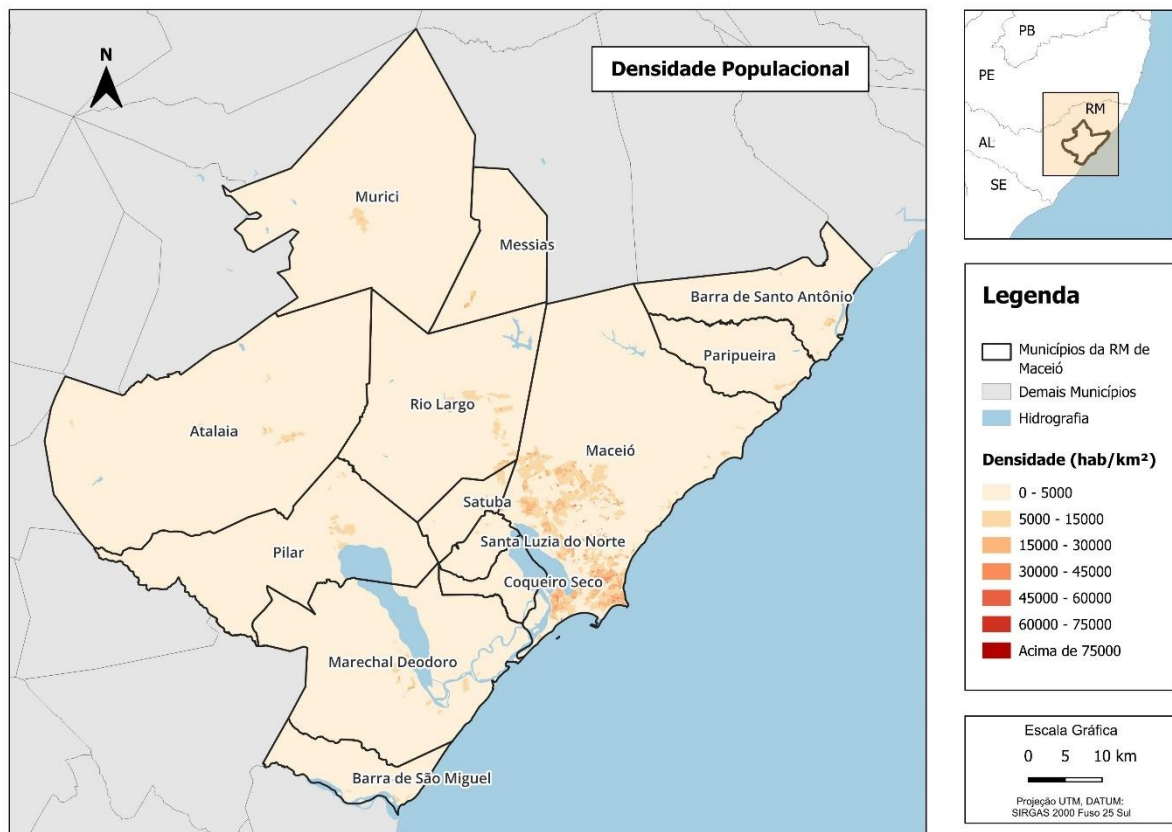 N
Densidade Populacional
Murici
Messias
Barra de Santo Antônio
Paripueira
Rio Largo
Atalaia
Maceió
Satuba
Santa Luzia do Norte
Pilar
Coqueiro Seco
Marechal Deodoro
Barra de São Miguel
PB
PE
RM
AL
SE
Legenda
Municípios da RM de
Maceió
Demais Municípios
Hidrografia
Densidade (hab/km²)
0 - 5000
5000 - 15000
15000 - 30000
30000 - 45000
45000 - 60000
60000 - 75000
Acima de 75000
Escala Gráfica
0 5 10 km
Projeção UTM, DATUM:
SIRGAS 2000 Fuso 25 Sul